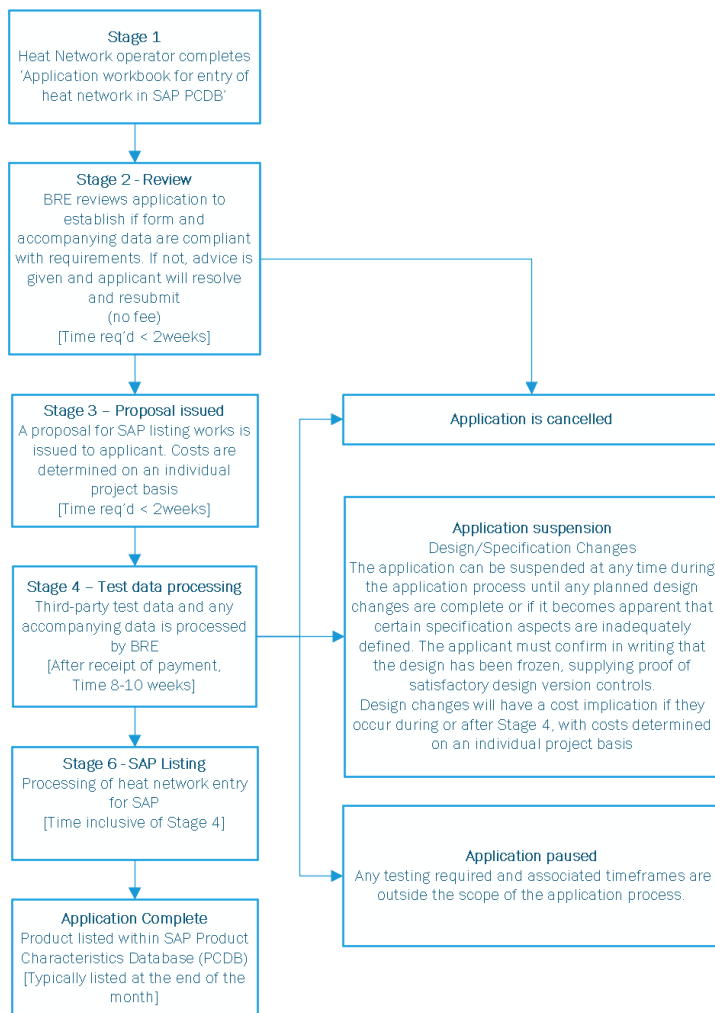 Stage 1
Heat Network operator completes
‘Application workbook for entry of
heat network in SAP PCDB’
Stage 2 - Review
BRE reviews application to
establish if form and
accompanying data are compliant
with requirements. If not, advice is
given and applicant will resolve
and resubmit
(no fee)
[Time req’d < 2weeks]
Stage 3 – Proposal issued
A proposal for SAP listing works is
issued to applicant. Costs are
determined on an individual
project basis
[Time req’d < 2weeks]
Application is cancelled
Stage 4 – Test data processing
Third-party test data and any
accompanying data is processed
by BRE
[After receipt of payment,
Time 8-10 weeks]
Application suspension
Design/Specification Changes
The application can be suspended at any time during
the application process until any planned design
changes are complete or if it becomes apparent that
certain specification aspects are inadequately
defined. The applicant must confirm in writing that
the design has been frozen, supplying proof of
satisfactory design version controls.
Design changes will have a cost implication if they
occur during or after Stage 4, with costs determined
on an individual project basis
Stage 6 - SAP Listing
Processing of heat network entry
for SAP
[Time inclusive of Stage 4]
Application paused
Any testing required and associated timeframes are
outside the scope of the application process.
Application Complete
Product listed within SAP Product
Characteristics Database (PCDB)
[Typically listed at the end of the
month]